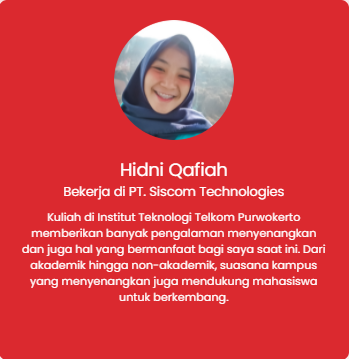 Hidni Qafiah
Bekerja di PT. Siscom Technologies
Kuliah di Institut Teknologi Telkom Purwokerto
memberikan banyak pengalaman menyenangkan
dan juga hal yang bermanfaat bagi saya saat ini. Dari
akademik hingga non-akademik, suasana kampus
yang menyenangkan juga mendukung mahasiswa
untuk berkembang.